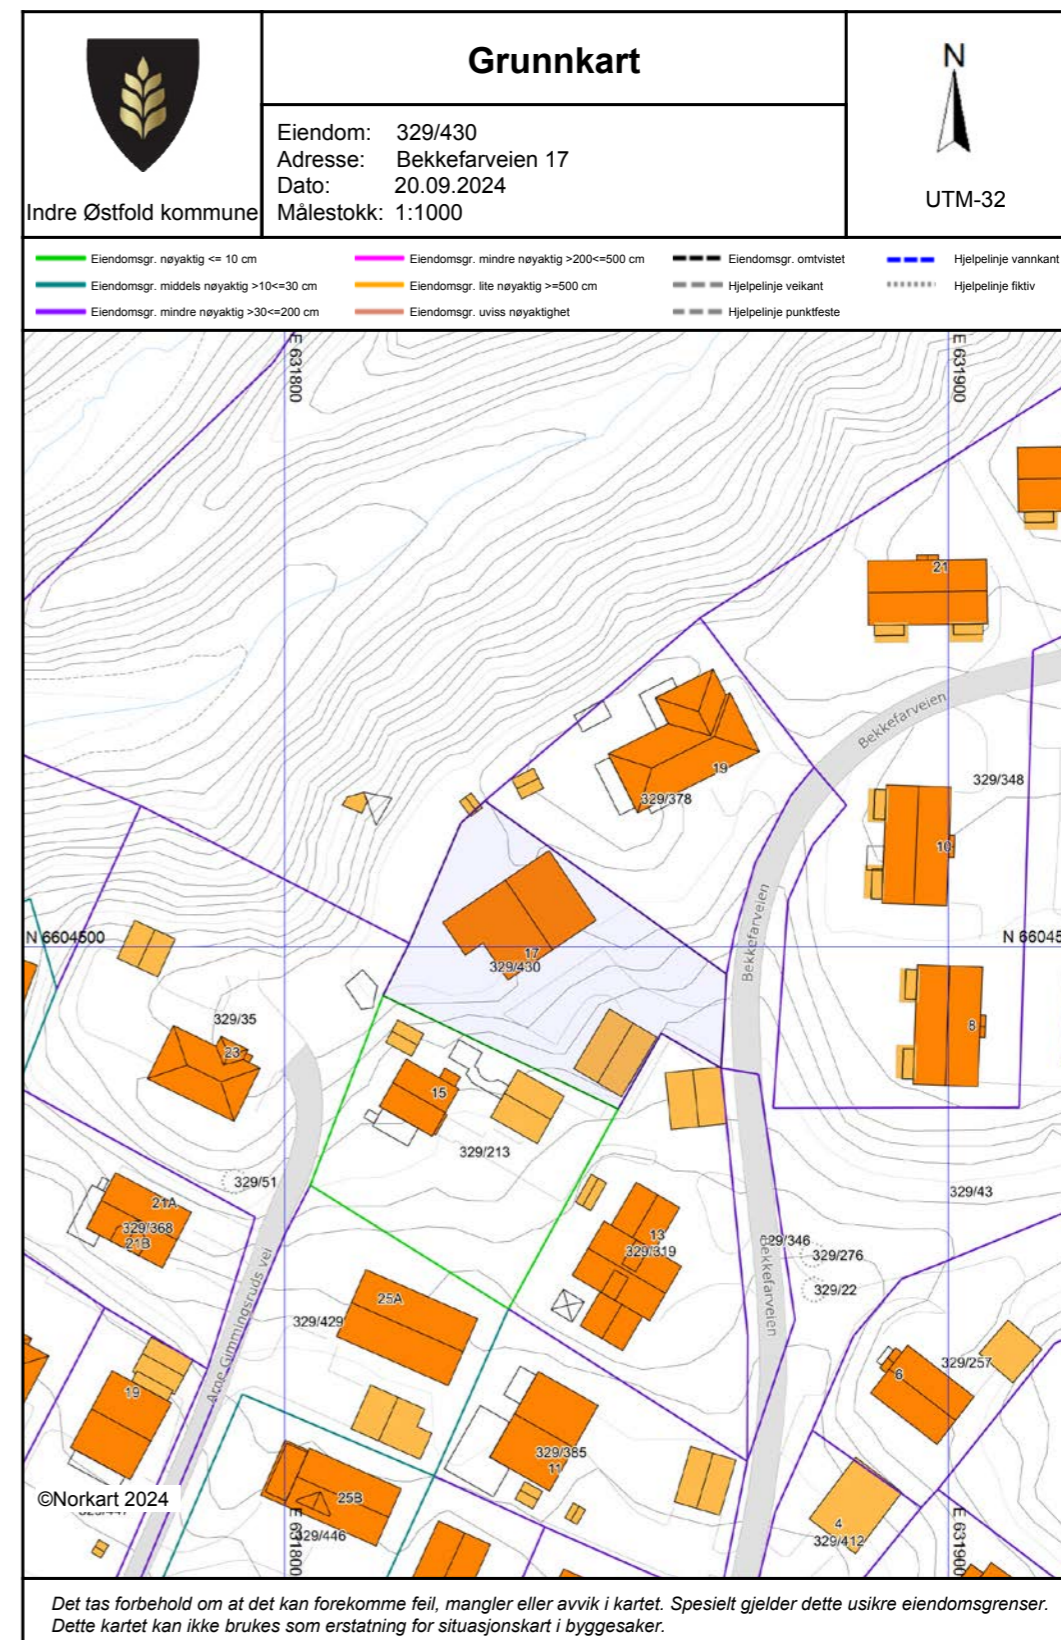 Grunnkart
Eiendom: 329/430
Adresse: Bekkefarveien 17
Dato: 20.09.2024
Målestokk: 1:1000
Indre Østfold kommune
N
UTM-32
Eiendomsgr. nøyaktig <= 10 cm
Eiendomsgr. middels nøyaktig >10<=30 cm
Eiendomsgr. mindre nøyaktig >30<=200 cm
Eiendomsgr. mindre nøyaktig >200<=500 cm
Eiendomsgr. lite nøyaktig >=500 cm
Eiendomsgr. uviss nøyaktighet
Eiendomsgr. omtvistet
Hjelpelinje veikant
Hjelpelinje punktfeste
Hjelpelinje vannkant
Hjelpelinje fiktiv
E 631800
E 631900
21
Bekkefarveien
19
329/378
329/348
10
N 6604500
N 66045
17
329/430
Bekkefarveien
8
329/35
23
15
329/213
329/51
329/43
21A
329/368
21B
13
329/319
329/346
329/276
329/22
Bekkefarveien
Arne Gimmingsruds vei
25A
329/429
6
329/257
19
329/385
11
25B
329/446
4
329/412
©Norkart 2024
E 631800
E 631900
Det tas forbehold om at det kan forekomme feil, mangler eller avvik i kartet. Spesielt gjelder dette usikre eiendomsgrenser.
Dette kartet kan ikke brukes som erstatning for situasjonskart i byggesaker.